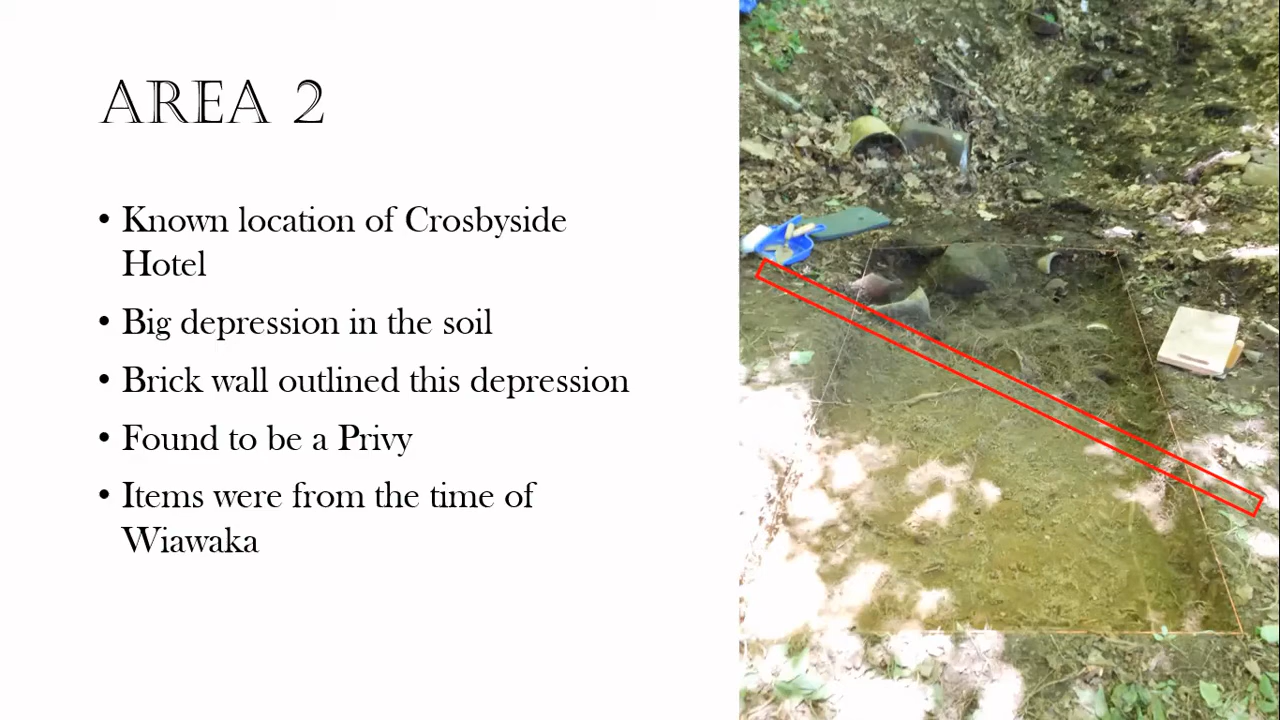 AREA 2
• Known location of Crosbyside
Hotel
• Big depression in the soil
• Brick wall outlined this depression
• Found to be a Privy
• Items were from the time of
Wiawaka